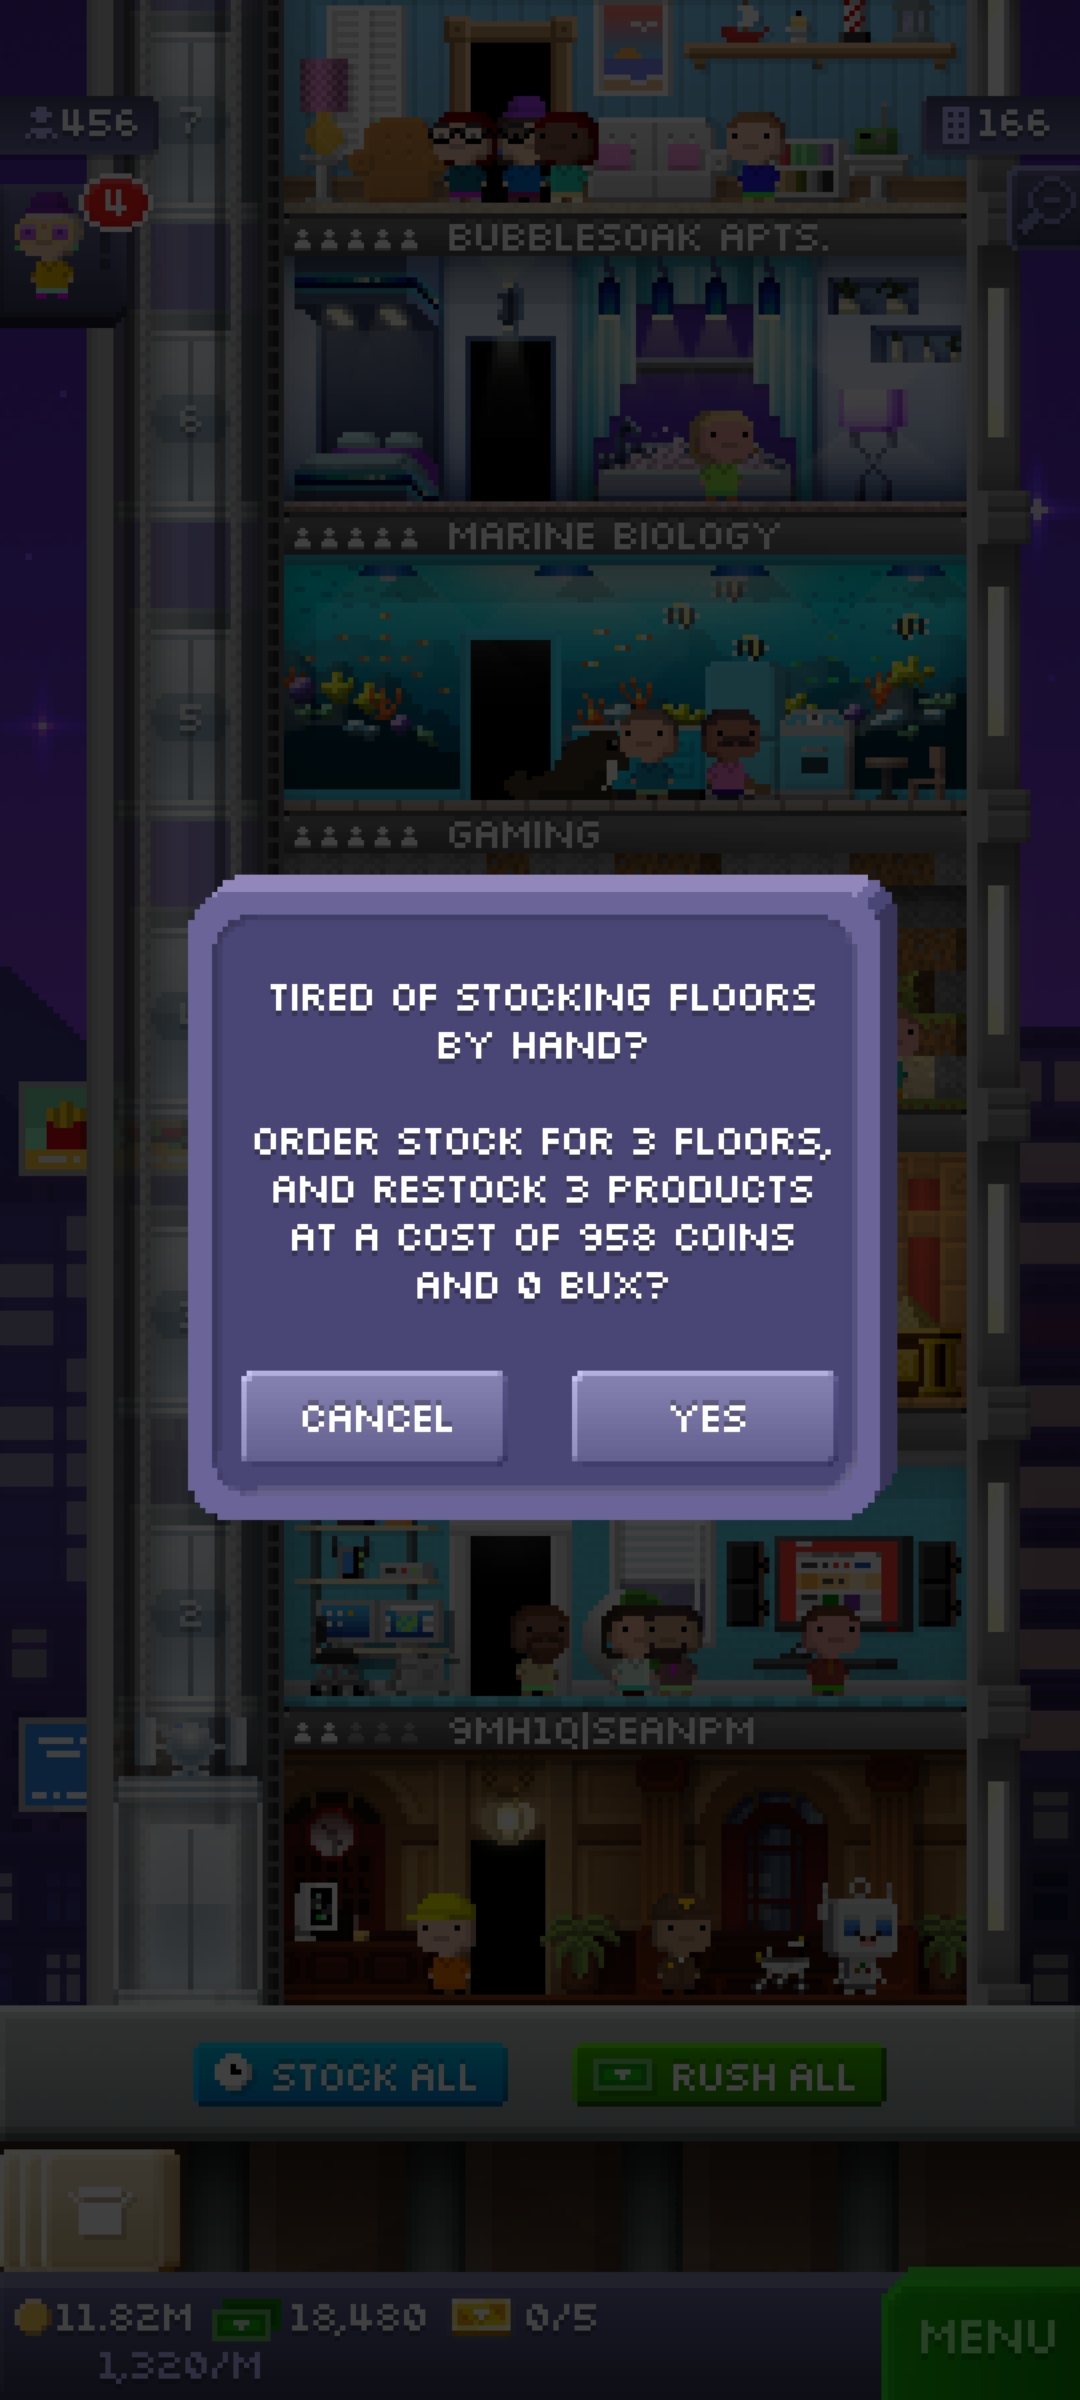 7
456
166
4
BUBBLESOAK APTS.
6
MARINE BIOLOGY
5
GAMING
TIRED OF STOCKING FLOORS
BY HAND?
ORDER STOCK FOR 3 FLOORS,
AND RESTOCK 3 PRODUCTS
AT A COST OF 958 COINS
AND 0 BUX?
CANCEL
YES
2
9MH1Q|SEANPM
STOCK ALL
RUSH ALL
11.82M
18,480
0/5
1,320/M
MENU